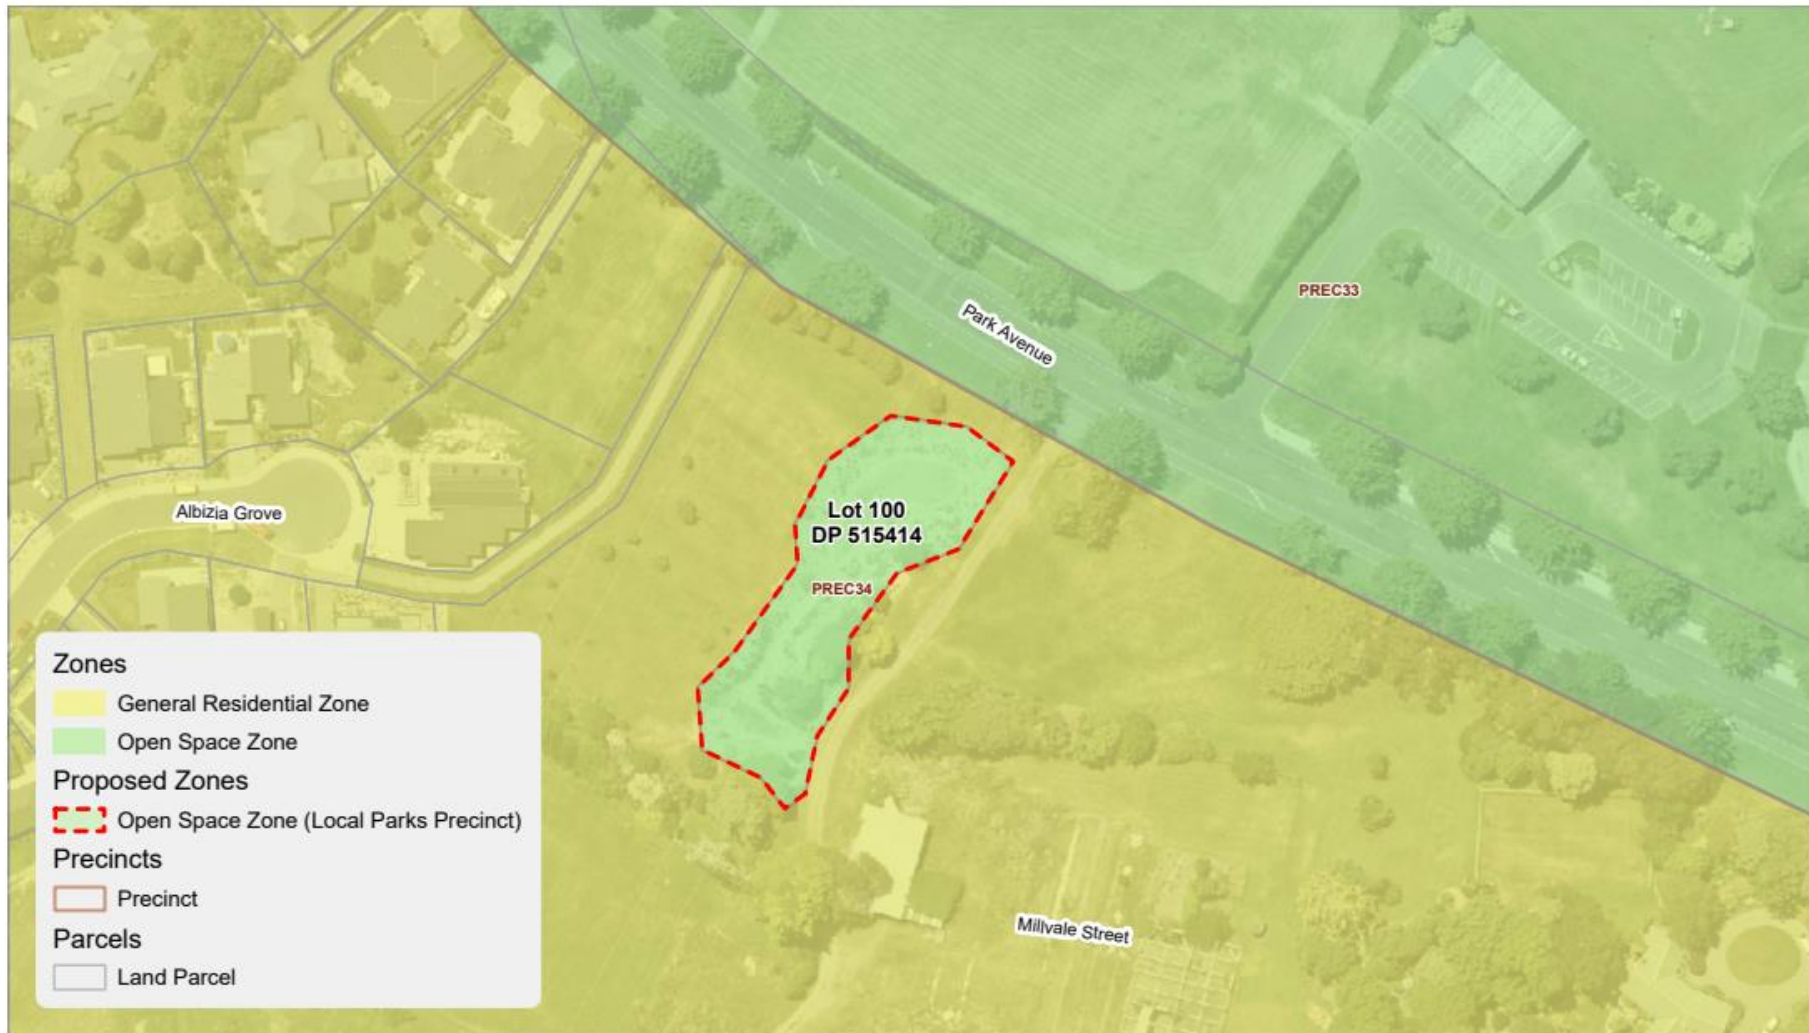 PREC33
Park Avenue
Lot 100
DP 515414
PREC34
Albizia Grove
Millvale Street
Zones
General Residential Zone
Open Space Zone
Proposed Zones
Open Space Zone (Local Parks Precinct)
Precincts
Precinct
Parcels
Land Parcel